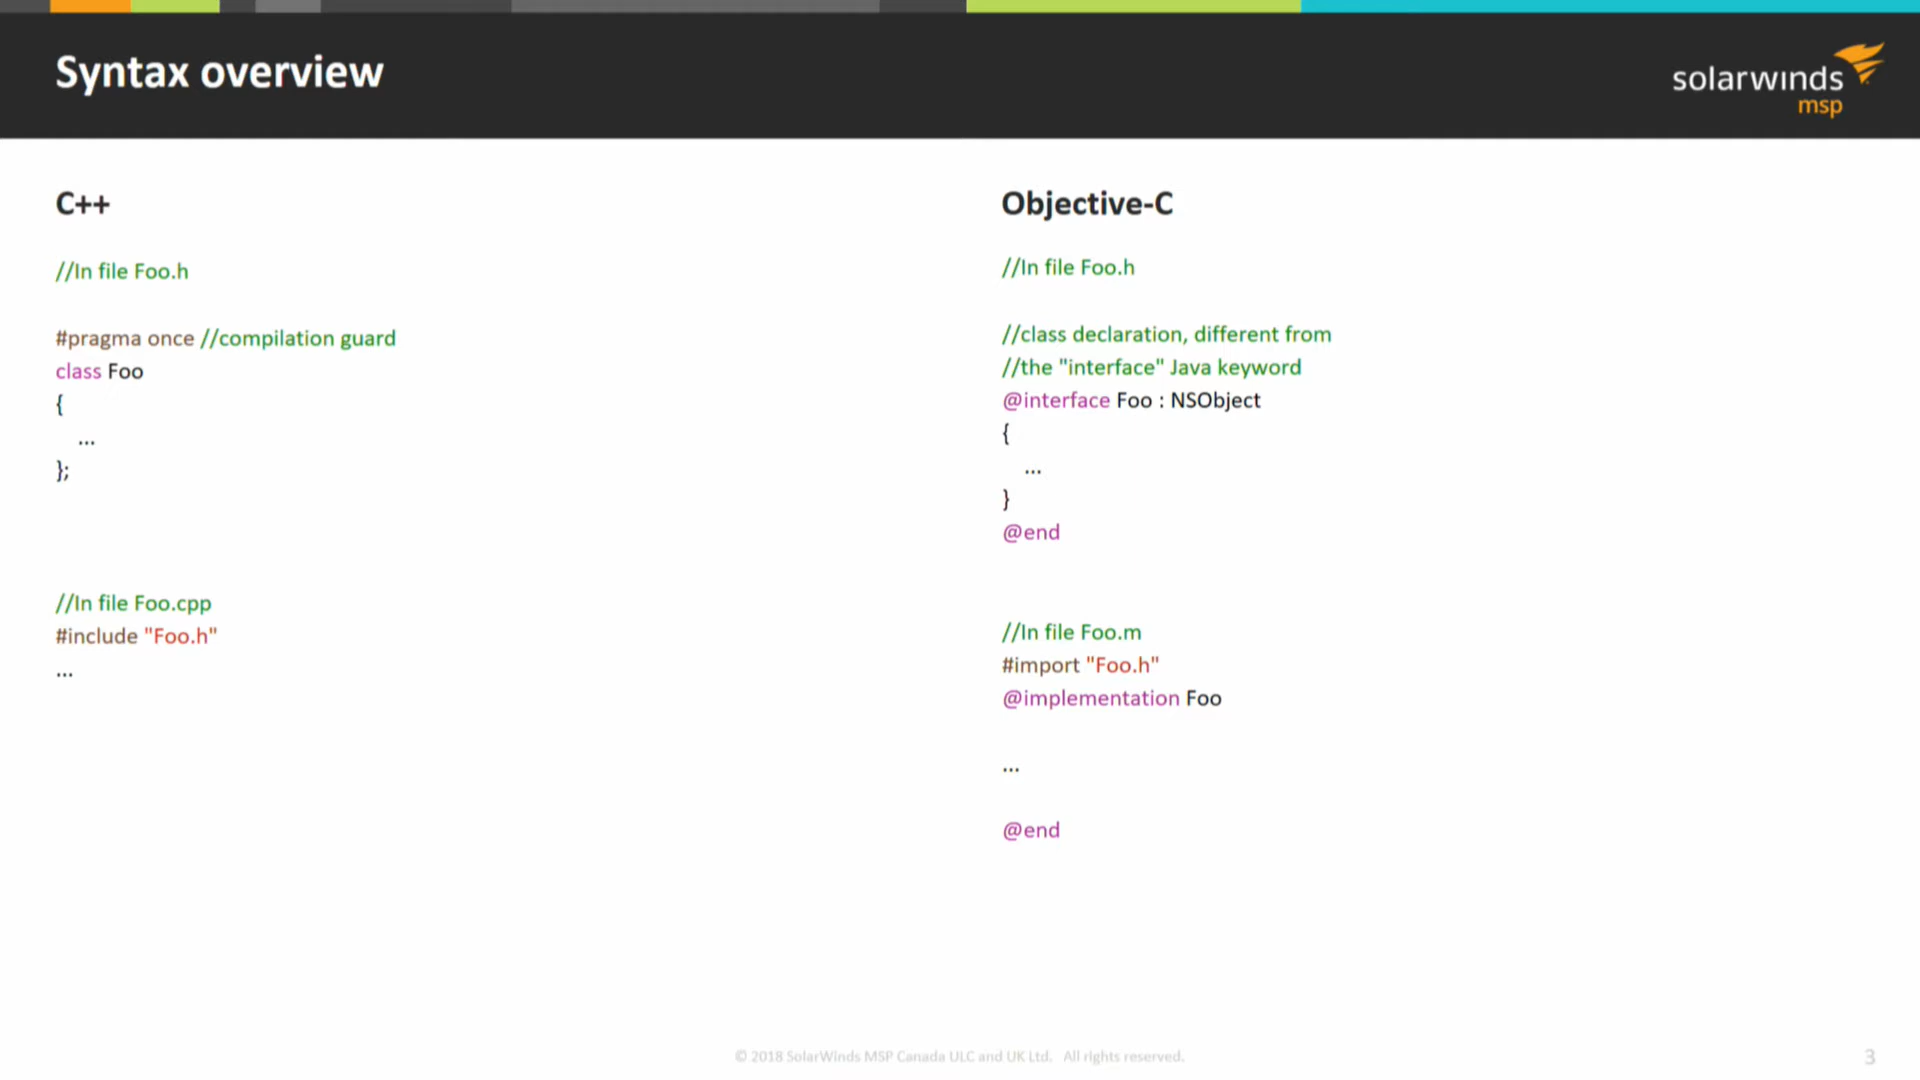 Syntax overview
solarwinds
msp
C++
//In file Foo.h
#pragma once //compilation guard
class Foo
{
...
};
//In file Foo.cpp
#include "Foo.h"
...
Objective-C
//In file Foo.h
//class declaration, different from
//the "interface" Java keyword
@interface Foo : NSObject
{
...
}
@end
//In file Foo.m
#import "Foo.h"
@implementation Foo
...
@end
© 2018 SolarWinds MSP Canada ULC and UK Ltd. All rights reserved.
3